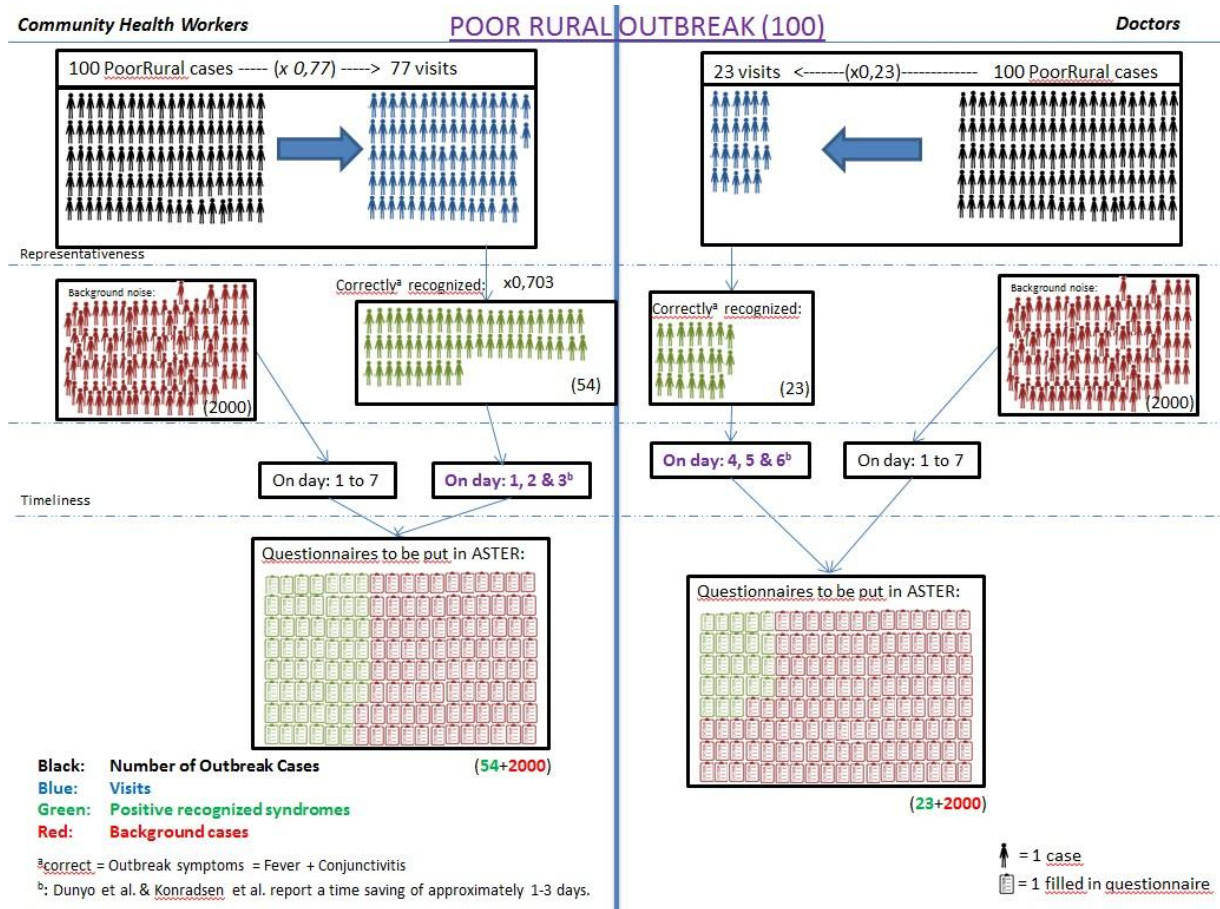 Community Health Workers
POOR RURAL OUTBREAK (100)
Doctors
100 PoorRural cases ----- (x 0,77) ----> 77 visits
23 visits <-------(x0,23)------------- 100 PoorRural cases
Representativeness
Background noise:
(2000)
Correctlyᵃ recognized: x0,703
(54)
Correctlyᵃ recognized:
(23)
Background noise:
(2000)
On day: 1 to 7
On day: 1, 2 & 3ᵇ
On day: 4, 5 & 6ᵇ
On day: 1 to 7
Timeliness
Questionnaires to be put in ASTER:
(54+2000)
Questionnaires to be put in ASTER:
(23+2000)
Black: Number of Outbreak Cases
Blue: Visits
Green: Positive recognized syndromes
Red: Background cases
ᵃcorrect = Outbreak symptoms = Fever + Conjunctivitis
ᵇ: Dunyo et al. & Konradsen et al. report a time saving of approximately 1-3 days.
= 1 case
= 1 filled in questionnaire